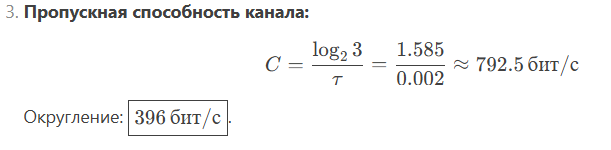 3. Пропускная способность канала:
C = log₂ 3 / τ = 1.585 / 0.002 ≈ 792.5 бит/с
Округление: 396 бит/с.